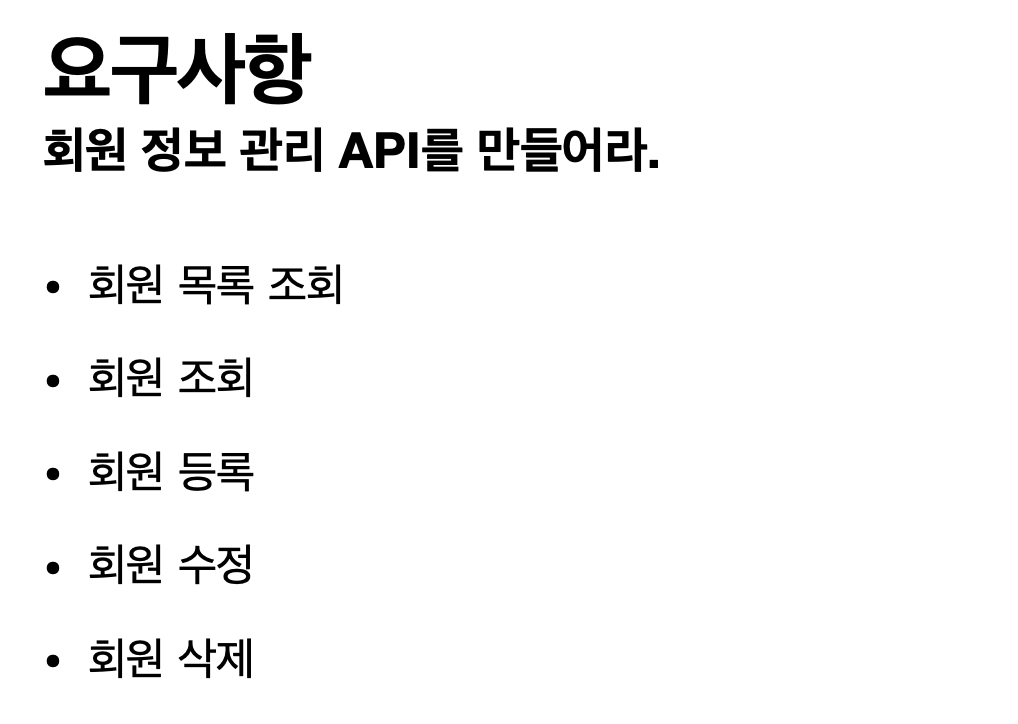 요구사항
회원 정보 관리 API를 만들어라.
• 회원 목록 조회
• 회원 조회
• 회원 등록
• 회원 수정
• 회원 삭제